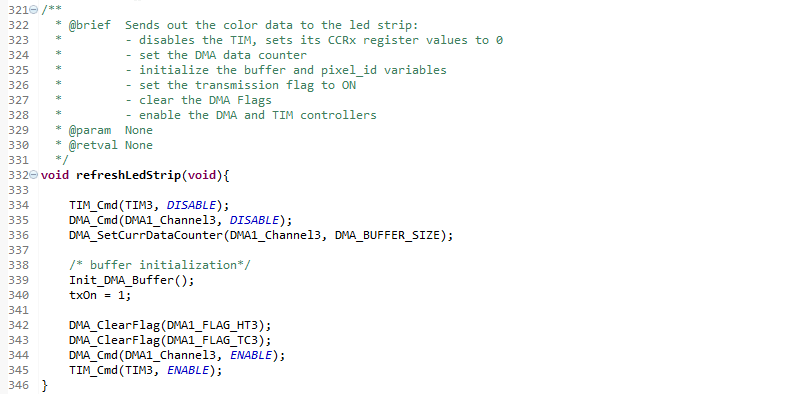 321 /**
322  * @brief  Sends out the color data to the led strip:
323  *         - disables the TIM, sets its CCRx register values to 0
324  *         - set the DMA data counter
325  *         - initialize the buffer and pixel_id variables
326  *         - set the transmission flag to ON
327  *         - clear the DMA Flags
328  *         - enable the DMA and TIM controllers
329  * @param  None
330  * @retval None
331  */
332 void refreshLedStrip(void){
333
334     TIM_Cmd(TIM3, DISABLE);
335     DMA_Cmd(DMA1_Channel3, DISABLE);
336     DMA_SetCurrDataCounter(DMA1_Channel3, DMA_BUFFER_SIZE);
337
338     /* buffer initialization*/
339     Init_DMA_Buffer();
340     txOn = 1;
341
342     DMA_ClearFlag(DMA1_FLAG_HT3);
343     DMA_ClearFlag(DMA1_FLAG_TC3);
344     DMA_Cmd(DMA1_Channel3, ENABLE);
345     TIM_Cmd(TIM3, ENABLE);
346 }